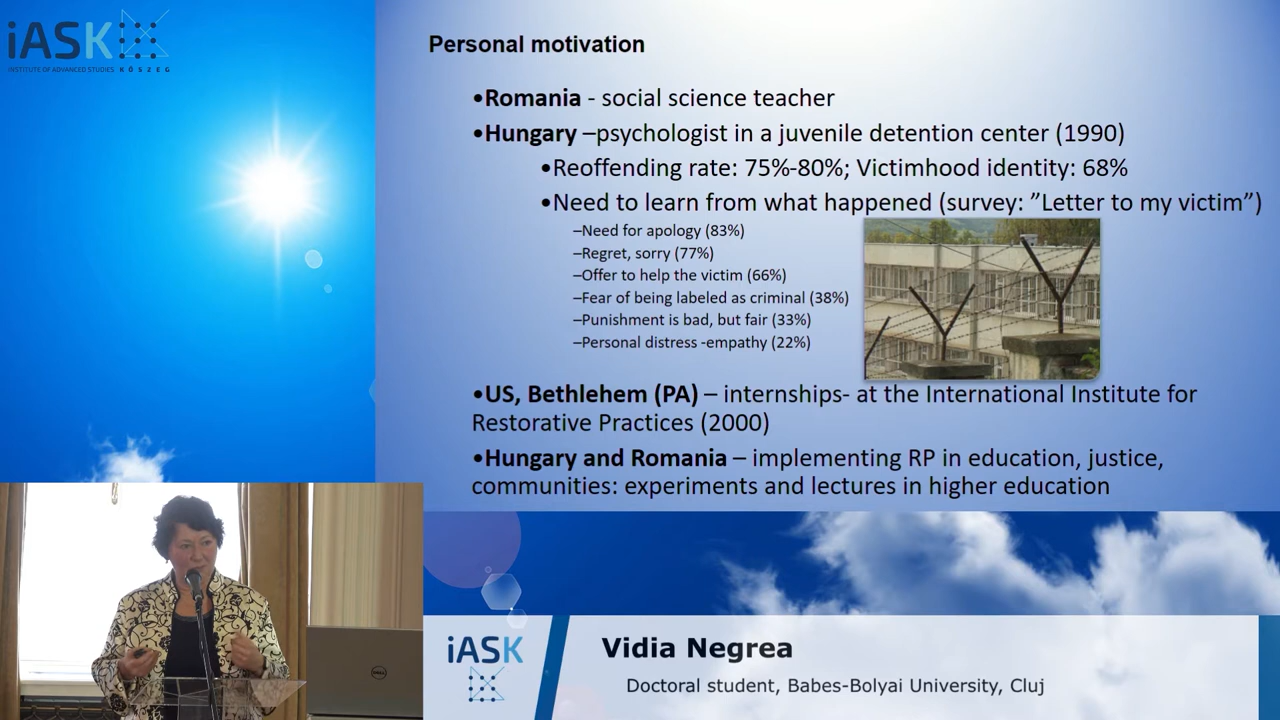 iASK
INSTITUTE OF ADVANCED STUDIES KŐSZEG
Personal motivation
•Romania - social science teacher
•Hungary –psychologist in a juvenile detention center (1990)
•Reoffending rate: 75%-80%; Victimhood identity: 68%
•Need to learn from what happened (survey: ”Letter to my victim”)
–Need for apology (83%)
–Regret, sorry (77%)
–Offer to help the victim (66%)
–Fear of being labeled as criminal (38%)
–Punishment is bad, but fair (33%)
–Personal distress -empathy (22%)
•US, Bethlehem (PA) – internships- at the International Institute for
Restorative Practices (2000)
•Hungary and Romania – implementing RP in education, justice,
communities: experiments and lectures in higher education
DELL
iASK
Vidia Negrea
Doctoral student, Babes-Bolyai University, Cluj